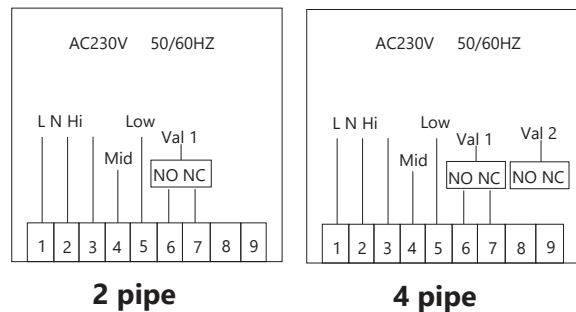 AC230V 50/60HZ
L N Hi
Low
Val 1
Mid
NO NC
1 2 3 4 5 6 7 8 9
2 pipe
AC230V 50/60HZ
L N Hi
Low
Val 1
Val 2
Mid
NO NC
NO NC
1 2 3 4 5 6 7 8 9
4 pipe